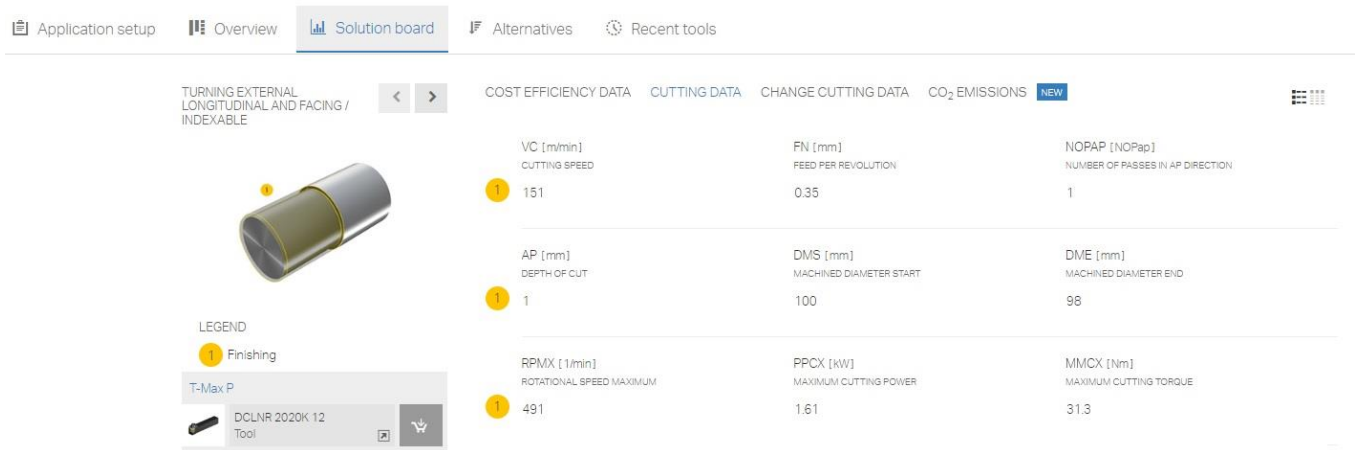 Application setup
Overview
Solution board
Alternatives
Recent tools
TURNING EXTERNAL
LONGITUDINAL AND FACING /
INDEXABLE
1
LEGEND
1 Finishing
T-Max P
DCLNR 2020K 12
Tool
COST EFFICIENCY DATA CUTTING DATA CHANGE CUTTING DATA CO₂ EMISSIONS NEW
VC [m/min] FN [mm] NOPAP [NOPap]
CUTTING SPEED FEED PER REVOLUTION NUMBER OF PASSES IN AP DIRECTION
1 151 0.35 1
AP [mm] DMS [mm] DME [mm]
DEPTH OF CUT MACHINED DIAMETER START MACHINED DIAMETER END
1 1 100 98
RPMX [1/min] PPCX [kW] MMCX [Nm]
ROTATIONAL SPEED MAXIMUM MAXIMUM CUTTING POWER MAXIMUM CUTTING TORQUE
1 491 1.61 31.3